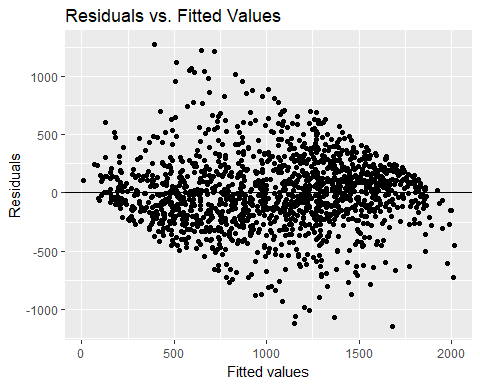 Residuals vs. Fitted Values
Residuals
1000
500
0
-500
-1000
0 500 1000 1500 2000
Fitted values